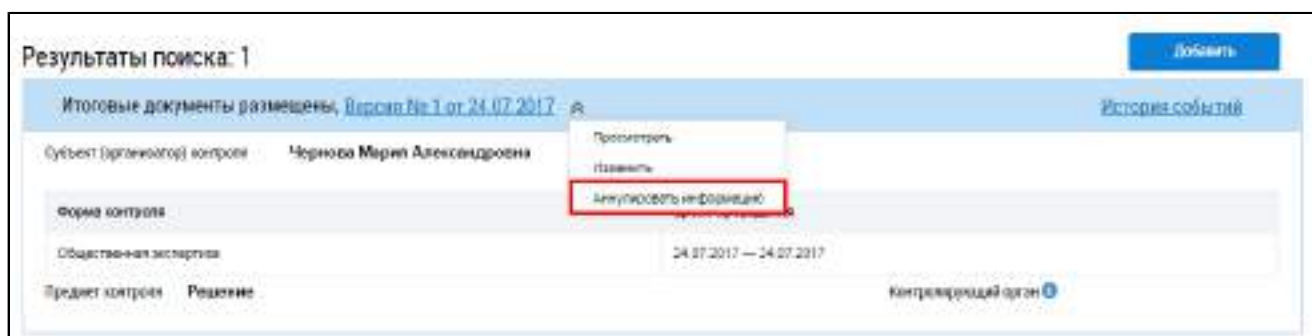 Результаты поиска: 1
Добавить
Итоговые документы размещены, Версия № 1 от 24.07.2017
История событий
Просмотреть
Субъект (организатор) контроля Чернова Мария Александровна
Изменить
Аннулировать информацию
Форма контроля
Общественная экспертиза 24.07.2017 — 24.07.2017
Предмет контроля Решение Контролирующий орган